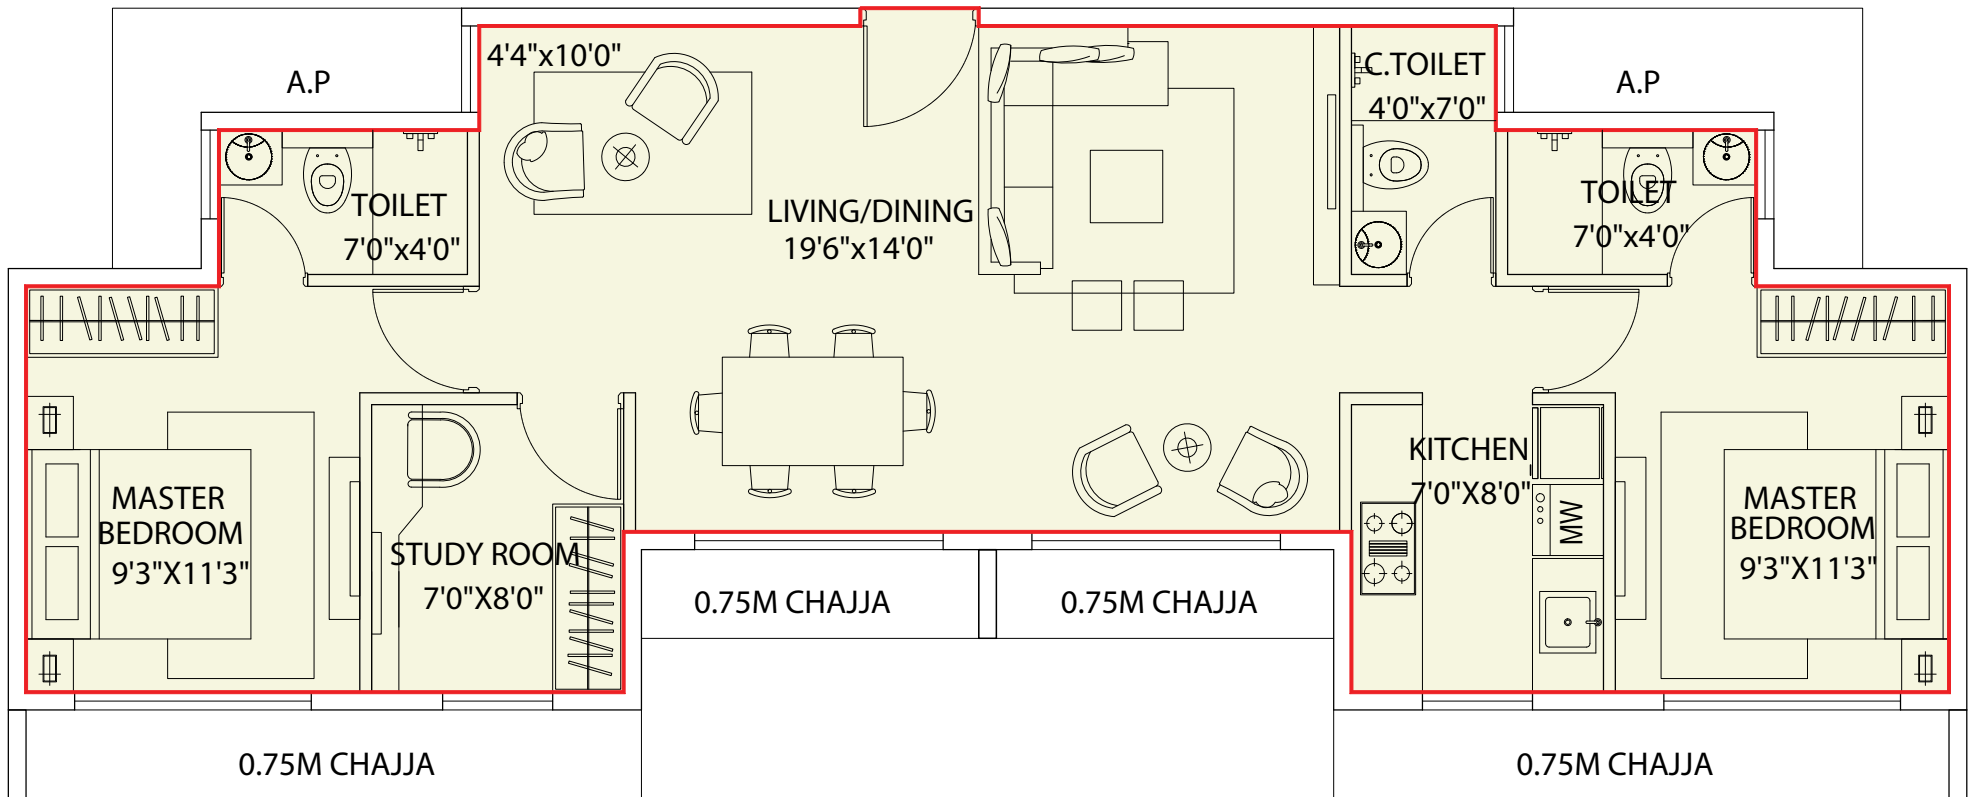 4'4"x10'0"
A.P
C.TOILET
4'0"x7'0"
A.P
TOILET
7'0"x4'0"
LIVING/DINING
19'6"x14'0"
TOILET
7'0"x4'0"
MASTER
BEDROOM
9'3"X11'3"
STUDY ROOM
7'0"X8'0"
KITCHEN
7'0"X8'0"
MW
MASTER
BEDROOM
9'3"X11'3"
0.75M CHAJJA
0.75M CHAJJA
0.75M CHAJJA
0.75M CHAJJA